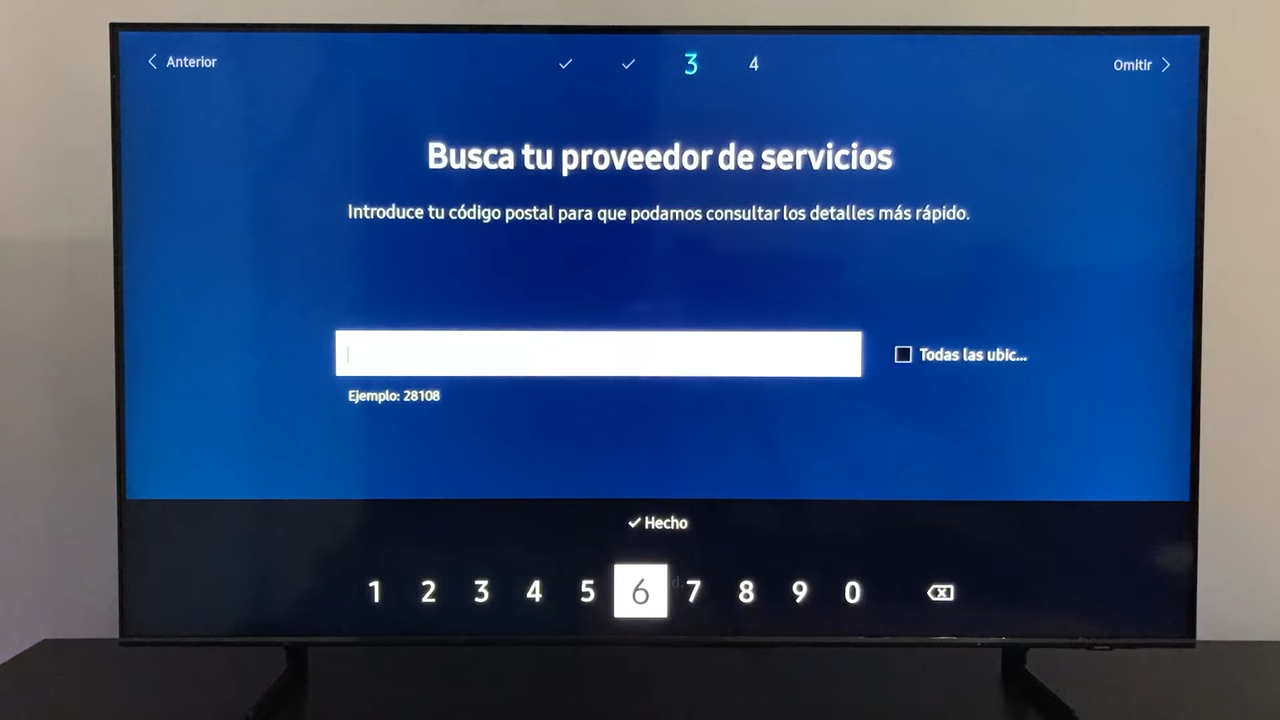 Anterior
3
4
Omitir
Busca tu proveedor de servicios
Introduce tu código postal para que podamos consultar los detalles más rápido.
Todas las ubic...
Ejemplo: 28108
Hecho
1 2 3 4 5 6 7 8 9 0